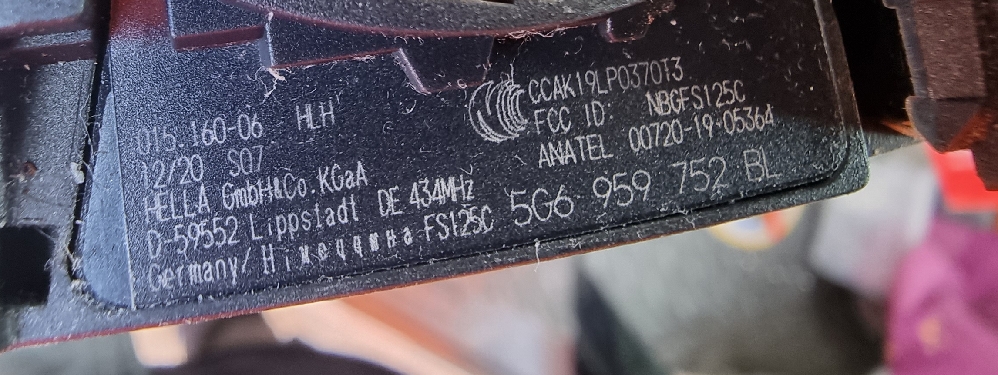 015.160-06 HLH
12/20 S07
HELLA GmbH&Co.KGaA
D-59552 Lippstadt DE 434MHz
Germany/ FS125C
CCAK19LP0370T3
FCC ID: NBGFS125C
ANATEL 00720-19-05364
5G6 959 752 BL